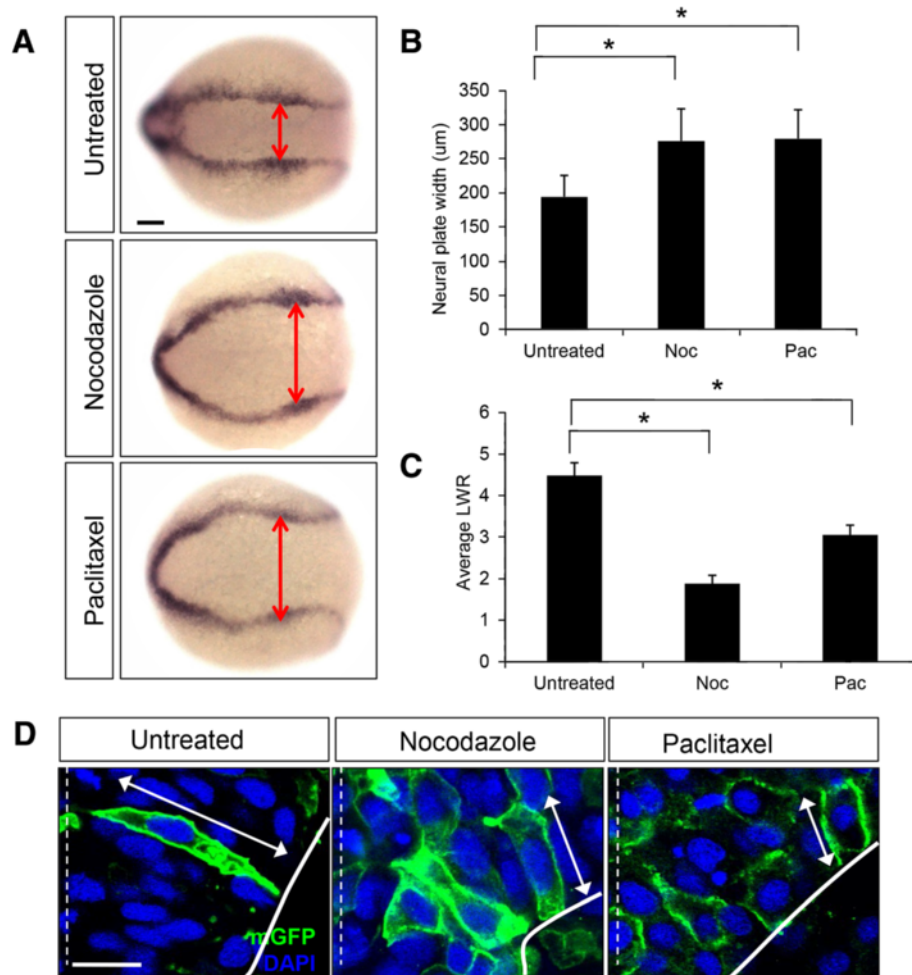 A
Untreated
Nocodazole
Paclitaxel
B
*
*
Neural plate width (um)
350
300
250
200
150
100
50
0
Untreated Noc Pac
C
*
*
Average LWR
6
5
4
3
2
1
0
Untreated Noc Pac
D
Untreated Nocodazole Paclitaxel
mGFP
DAPI